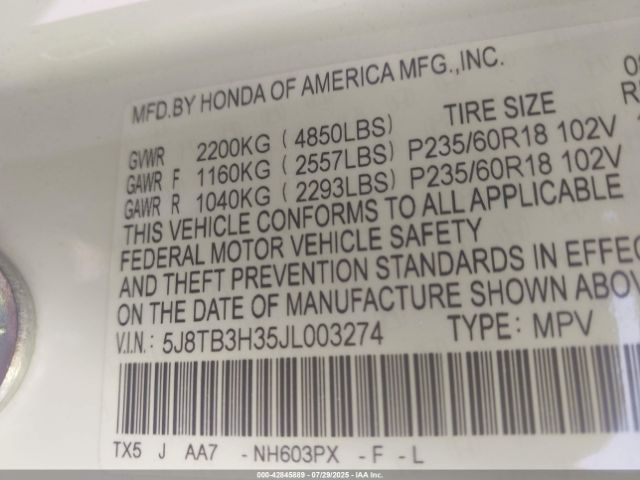 MFD.BY HONDA OF AMERICA MFG.,INC.
TIRE SIZE
GVWR 2200KG ( 4850LBS)
GAWR F 1160KG ( 2557LBS) P235/60R18 102V
GAWR R 1040KG ( 2293LBS) P235/60R18 102V
THIS VEHICLE CONFORMS TO ALL APPLICABLE
FEDERAL MOTOR VEHICLE SAFETY
AND THEFT PREVENTION STANDARDS IN EFFEC
ON THE DATE OF MANUFACTURE SHOWN ABOV
V.I.N.: 5J8TB3H35JL003274 TYPE: MPV
TX5 J AA7 -NH603PX -F -L
000-42845889 07/29/2025 - IAA Inc.